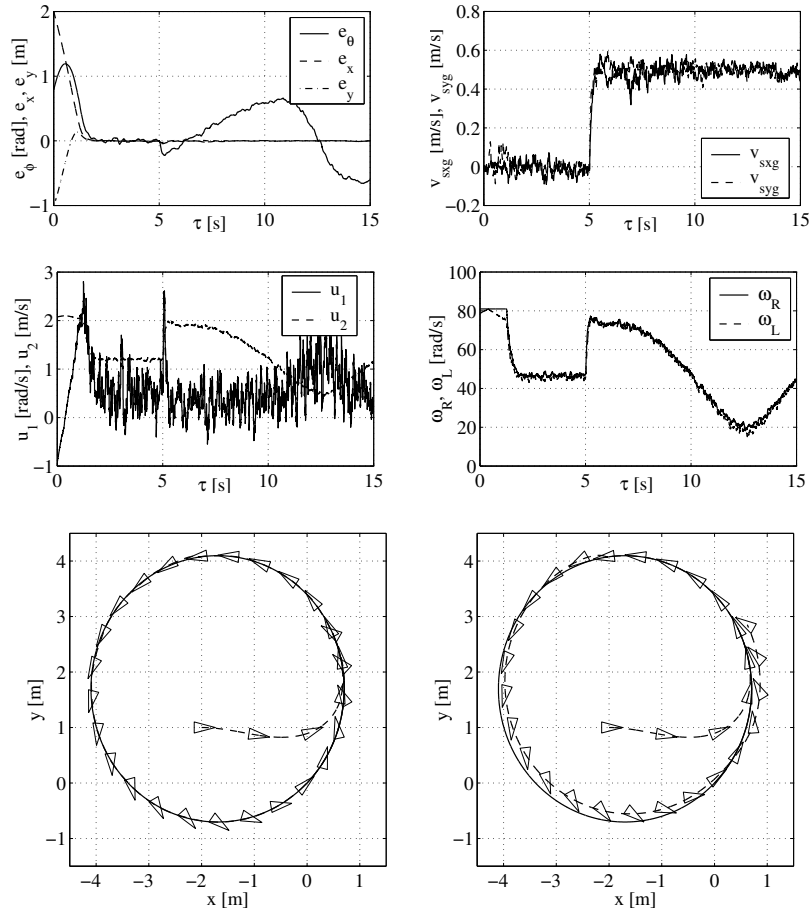 e_ϕ [rad], e_x, e_y [m]
2
1
0
−1
0 5 10 15
τ [s]
e_θ
e_x
e_y
v_sxg [m/s], v_syg [m/s]
0.8
0.6
0.4
0.2
0
−0.2
0 5 10 15
τ [s]
v_sxg
v_syg
u_1 [rad/s], u_2 [m/s]
3
2
1
0
−1
0 5 10 15
τ [s]
u_1
u_2
ω_R, ω_L [rad/s]
100
80
60
40
20
0
0 5 10 15
τ [s]
ω_R
ω_L
y [m]
4
3
2
1
0
−1
−4 −3 −2 −1 0 1
x [m]
y [m]
4
3
2
1
0
−1
−4 −3 −2 −1 0 1
x [m]